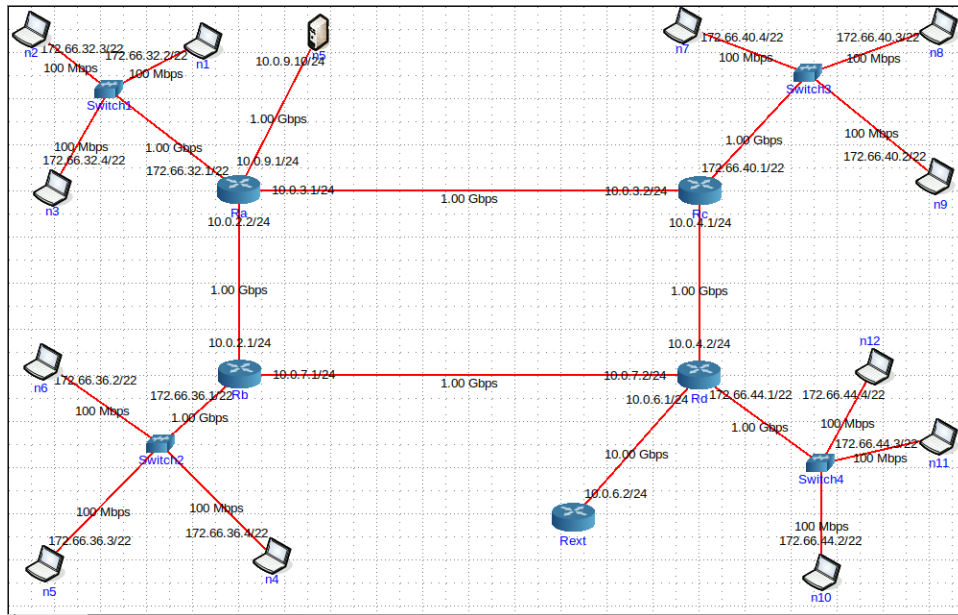 172.66.32.3/22
n2
100 Mbps
172.66.32.2/22
n1
100 Mbps
Switch1
100 Mbps
172.66.32.4/22
n3
1.00 Gbps
172.66.32.1/22
n5
10.0.9.10/24
1.00 Gbps
10.0.9.1/24
10.0.3.1/24
Ra
10.0.2.2/24
1.00 Gbps
10.0.3.2/24
Rc
10.0.4.1/24
n7
172.66.40.4/22
100 Mbps
172.66.40.3/22
n8
100 Mbps
Switch3
1.00 Gbps
172.66.40.1/22
100 Mbps
172.66.40.2/22
n9
1.00 Gbps
1.00 Gbps
10.0.2.1/24
10.0.7.1/24
Rb
1.00 Gbps
10.0.4.2/24
10.0.7.2/24
Rd
10.0.6.1/24
n6
172.66.36.2/22
100 Mbps
172.66.36.1/22
1.00 Gbps
Switch2
100 Mbps
172.66.36.3/22
n5
100 Mbps
172.66.36.4/22
n4
10.00 Gbps
10.0.6.2/24
Rext
172.66.44.1/22
1.00 Gbps
n12
172.66.44.4/22
100 Mbps
172.66.44.3/22
100 Mbps
n11
Switch4
100 Mbps
172.66.44.2/22
n10